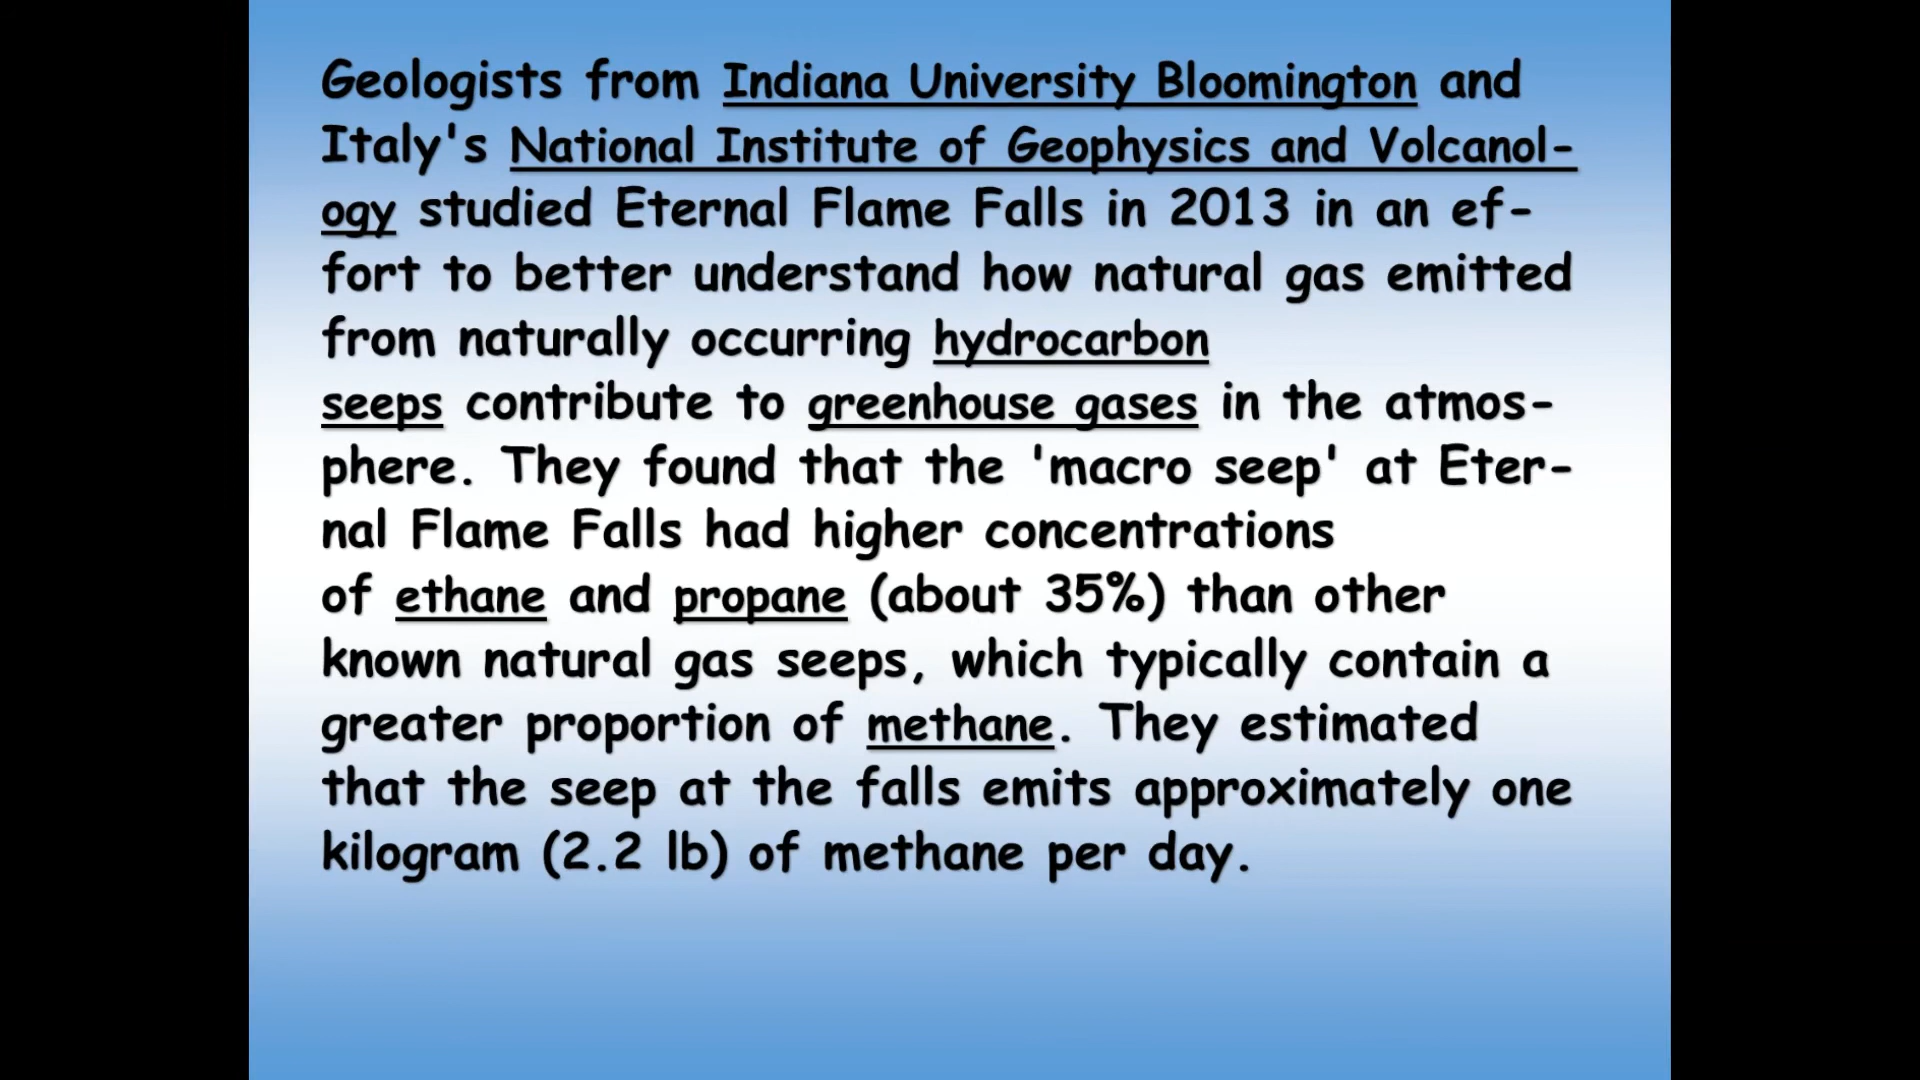 Geologists from Indiana University Bloomington and
Italy's National Institute of Geophysics and Volcanol-
ogy studied Eternal Flame Falls in 2013 in an ef-
fort to better understand how natural gas emitted
from naturally occurring hydrocarbon
seeps contribute to greenhouse gases in the atmos-
phere. They found that the 'macro seep' at Eter-
nal Flame Falls had higher concentrations
of ethane and propane (about 35%) than other
known natural gas seeps, which typically contain a
greater proportion of methane. They estimated
that the seep at the falls emits approximately one
kilogram (2.2 lb) of methane per day.